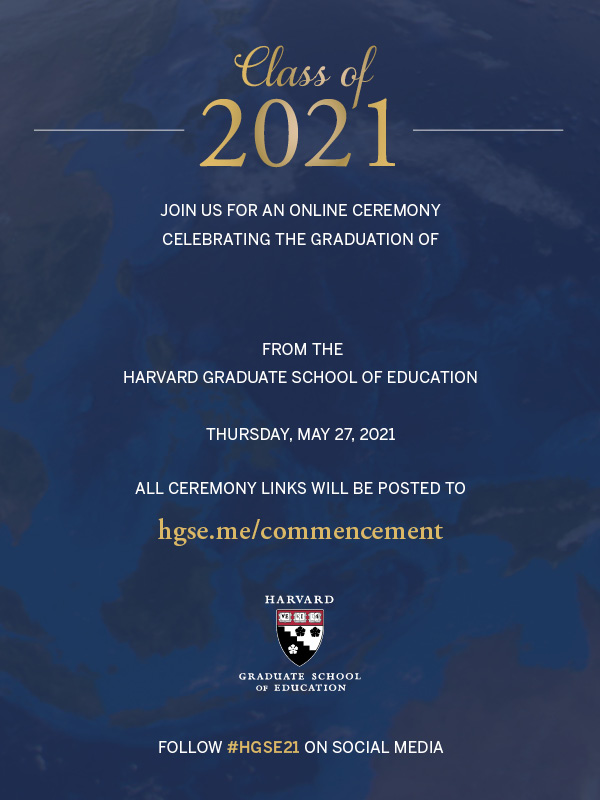 Class of
2021
JOIN US FOR AN ONLINE CEREMONY
CELEBRATING THE GRADUATION OF
FROM THE
HARVARD GRADUATE SCHOOL OF EDUCATION
THURSDAY, MAY 27, 2021
ALL CEREMONY LINKS WILL BE POSTED TO
hgse.me/commencement
HARVARD
GRADUATE SCHOOL
OF EDUCATION
FOLLOW #HGSE21 ON SOCIAL MEDIA